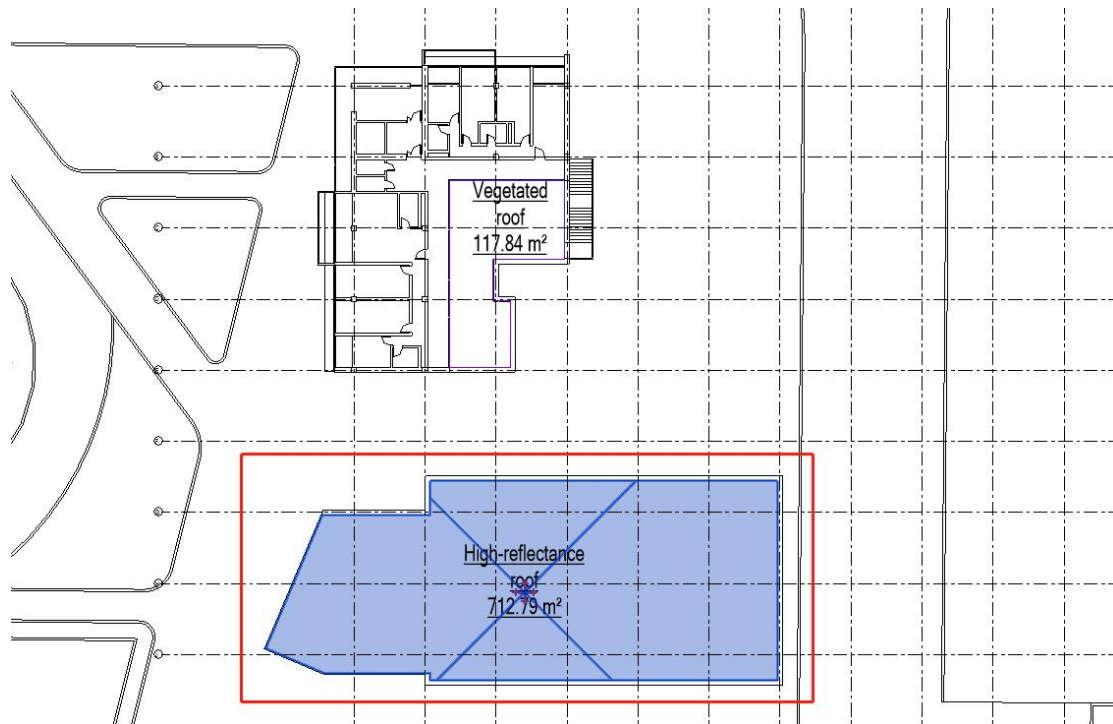 Vegetated
roof
117.84 m²
High-reflectance
roof
712.79 m²